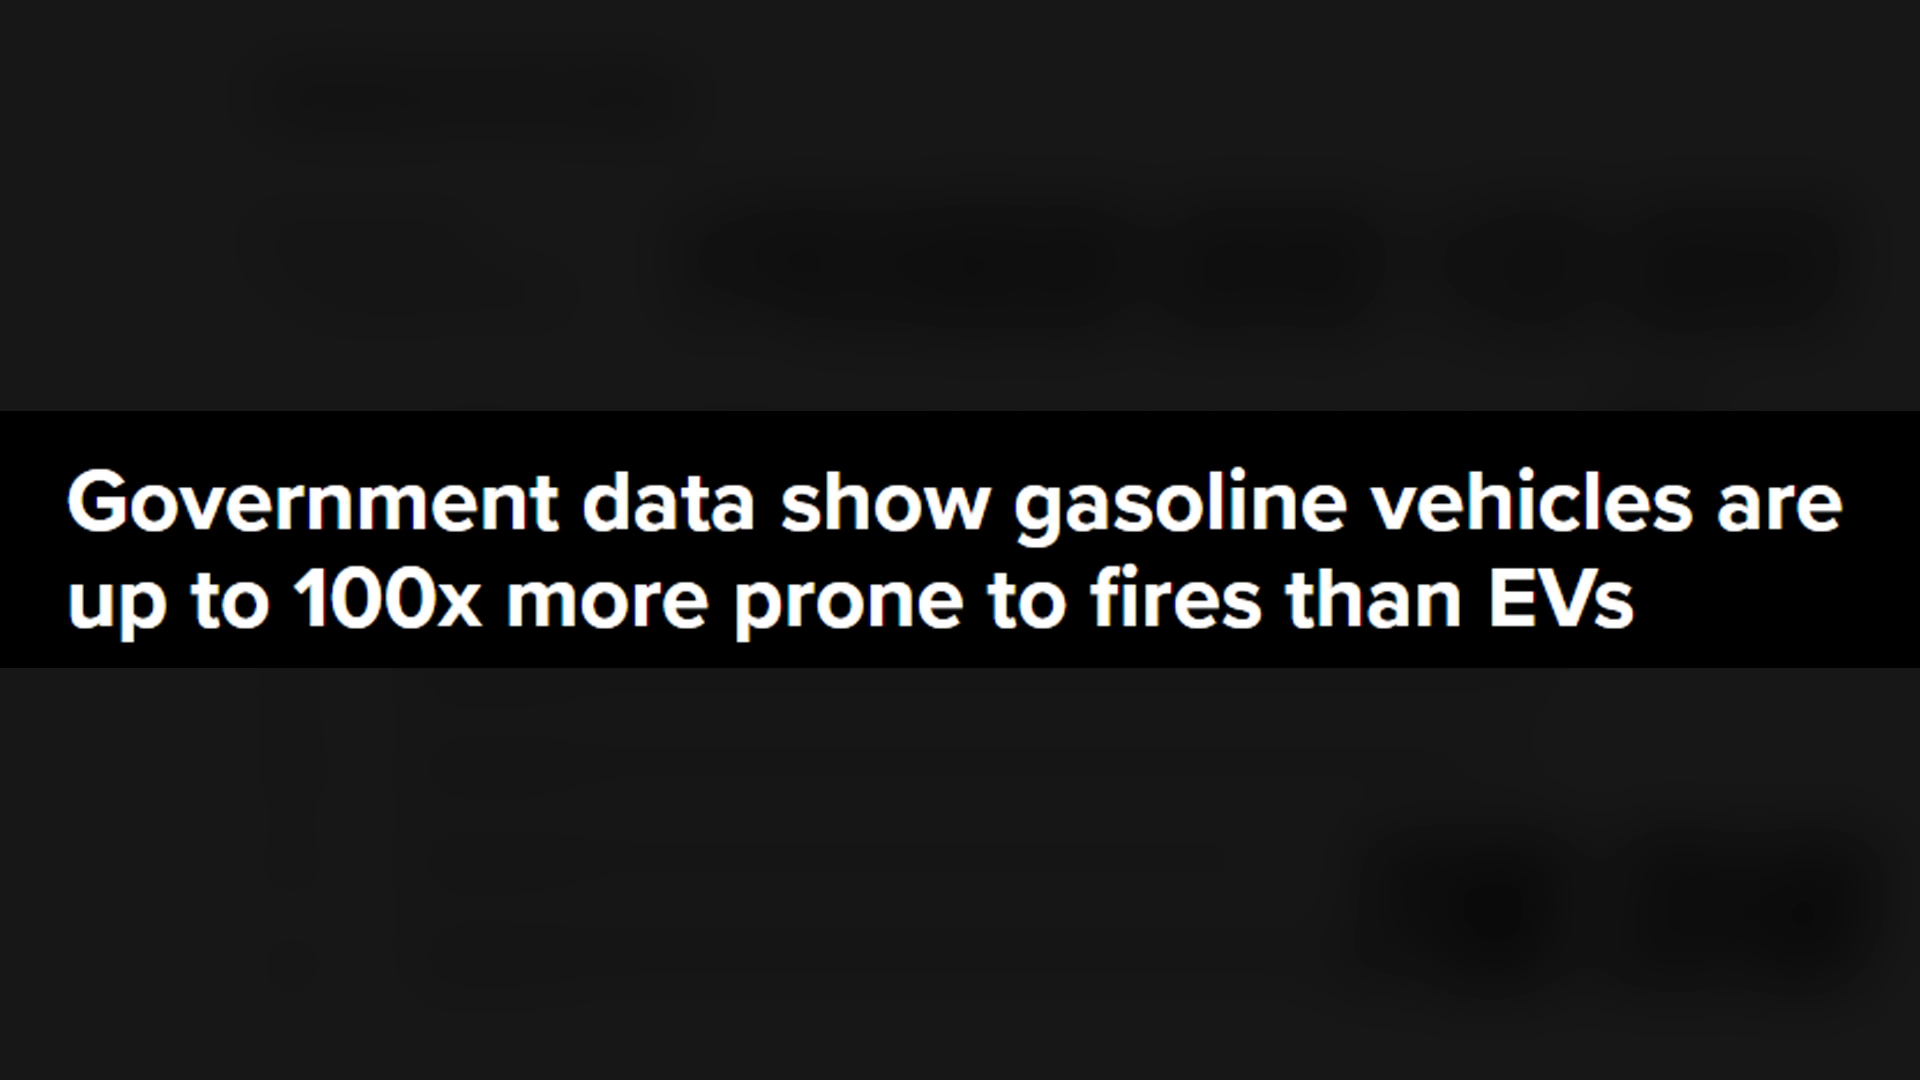 Government data show gasoline vehicles are
up to 100x more prone to fires than EVs